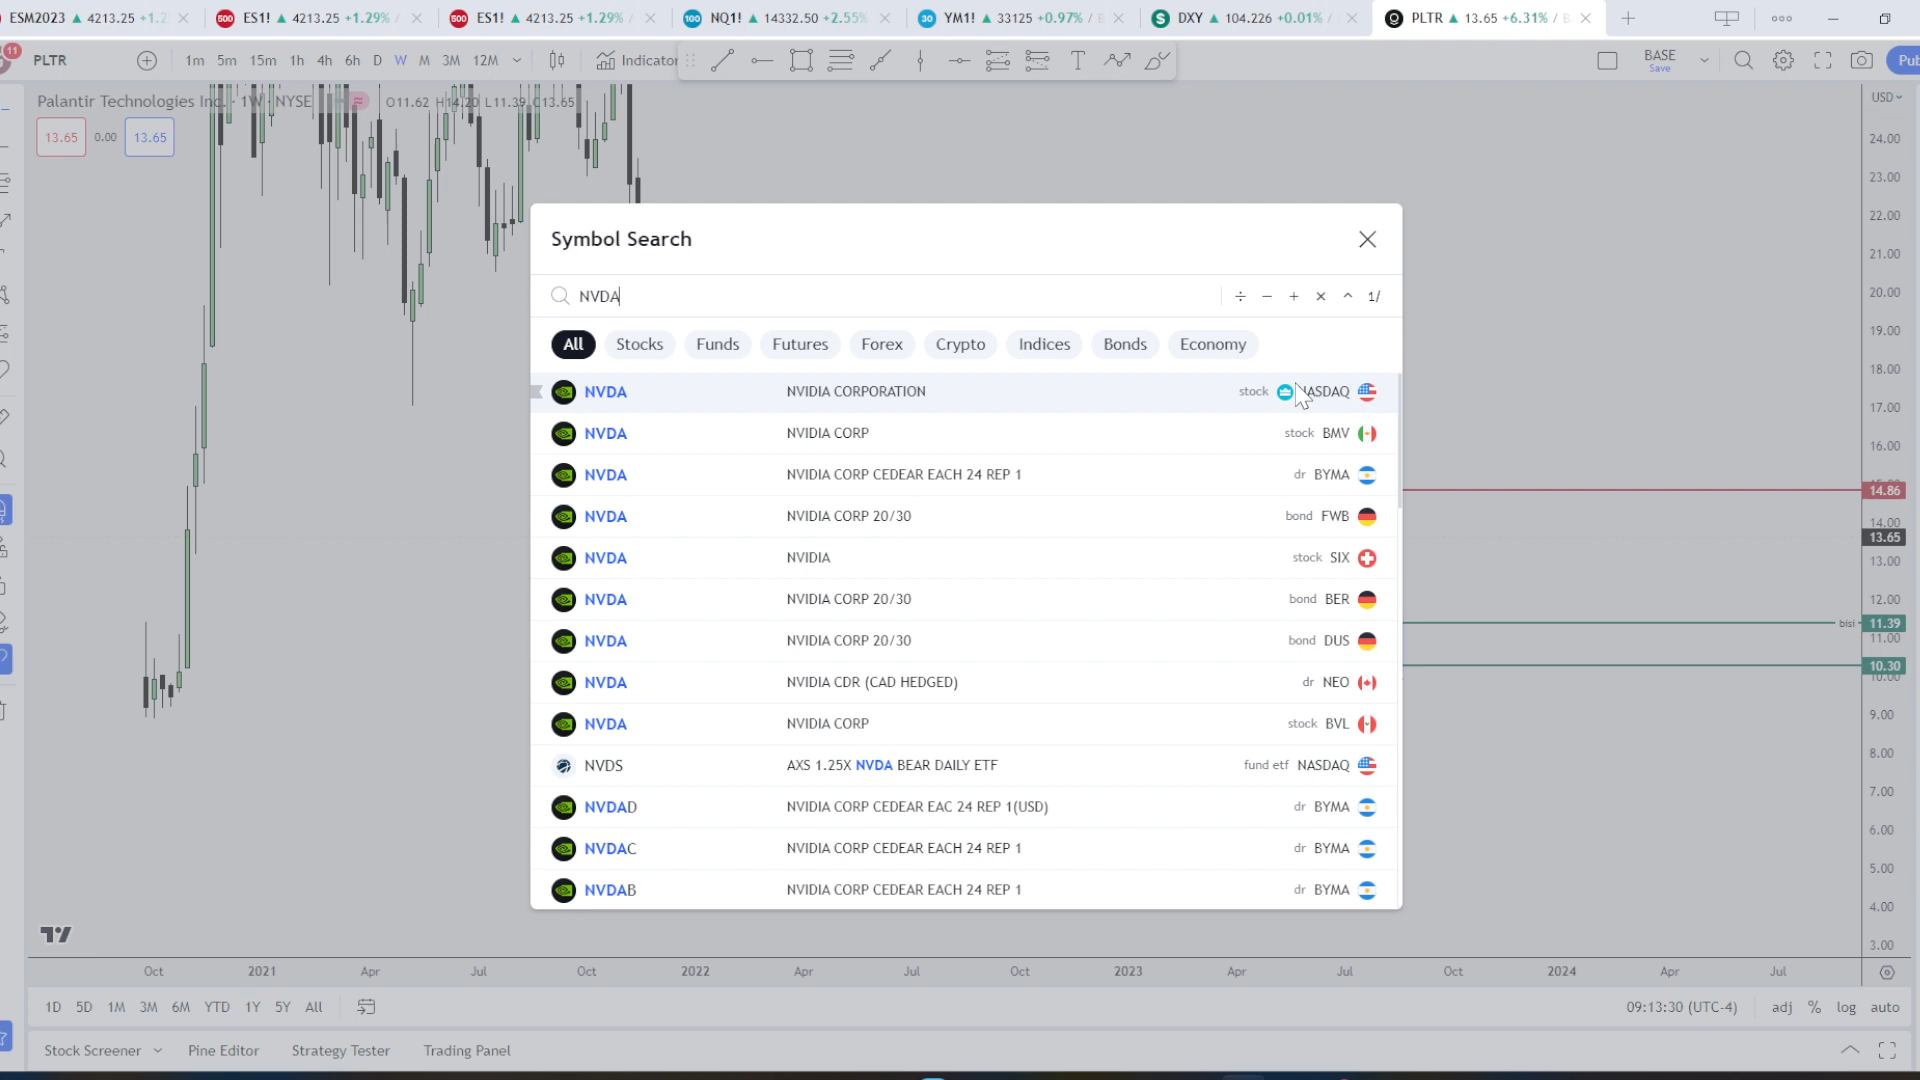 ESM2023 ▲ 4213.25 +1.2
500 ES1! ▲ 4213.25 +1.29% /
500 ES1! ▲ 4213.25 +1.29% /
100 NQ1! ▲ 14332.50 +2.55%
30 YM1! ▲ 33125 +0.97% / E
S DXY ▲ 104.226 +0.01% /
PLTR ▲ 13.65 +6.31% /
11
PLTR
1m 5m 15m 1h 4h 6h D W M 3M 12M
Indicator
BASE
Save
Pub
Palantir Technologies Inc. · 1W · NYSE
O11.62 H14.20 L11.39 C13.65
USD
13.65 0.00 13.65
Symbol Search
NVDA
÷ − + × ^ 1/
All Stocks Funds Futures Forex Crypto Indices Bonds Economy
NVDA NVIDIA CORPORATION stock NASDAQ
NVDA NVIDIA CORP stock BMV
NVDA NVIDIA CORP CEDEAR EACH 24 REP 1 dr BYMA
NVDA NVIDIA CORP 20/30 bond FWB
NVDA NVIDIA stock SIX
NVDA NVIDIA CORP 20/30 bond BER
NVDA NVIDIA CORP 20/30 bond DUS
NVDA NVIDIA CDR (CAD HEDGED) dr NEO
NVDA NVIDIA CORP stock BVL
NVDS AXS 1.25X NVDA BEAR DAILY ETF fund etf NASDAQ
NVDAD NVIDIA CORP CEDEAR EAC 24 REP 1(USD) dr BYMA
NVDAC NVIDIA CORP CEDEAR EACH 24 REP 1 dr BYMA
NVDAB NVIDIA CORP CEDEAR EACH 24 REP 1 dr BYMA
24.00
23.00
22.00
21.00
20.00
19.00
18.00
17.00
16.00
14.86
14.00
13.65
13.00
12.00
bisi
11.39
11.00
10.30
10.00
9.00
8.00
7.00
6.00
5.00
4.00
3.00
Oct 2021 Apr Jul Oct 2022 Apr Jul Oct 2023 Apr Jul Oct 2024 Apr Jul
1D 5D 1M 3M 6M YTD 1Y 5Y All
09:13:30 (UTC-4) adj % log auto
Stock Screener Pine Editor Strategy Tester Trading Panel